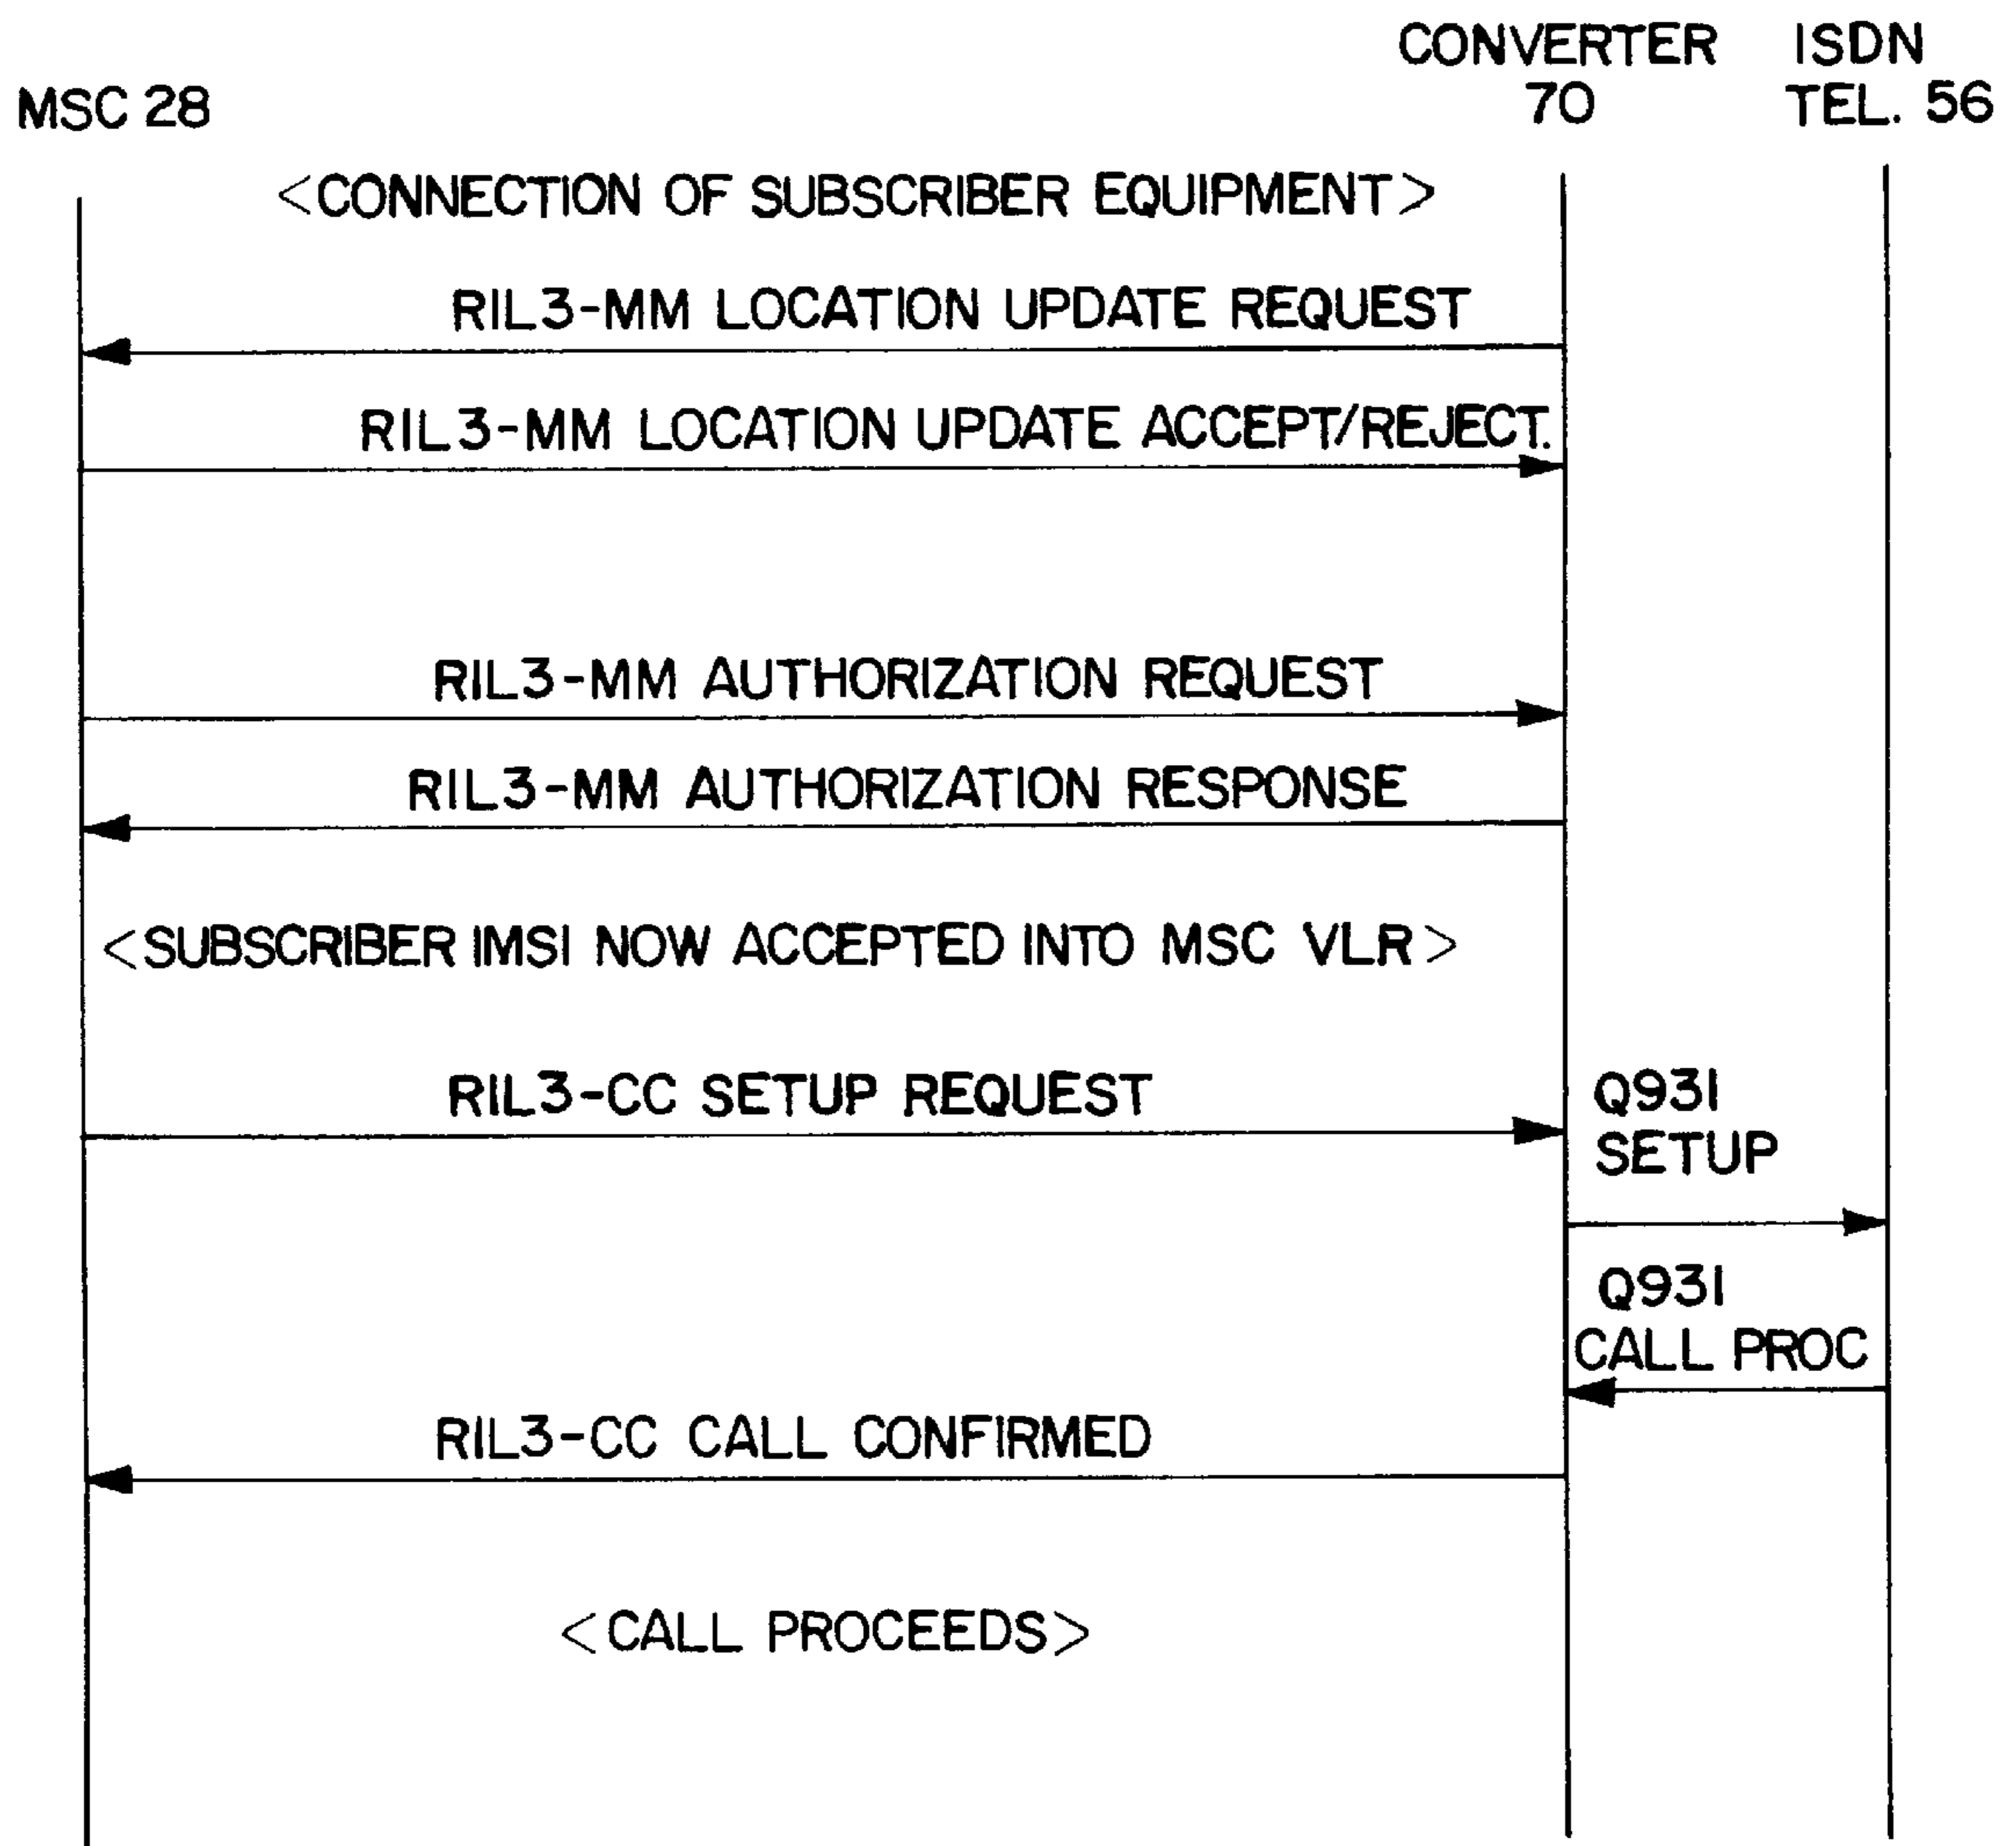 CONVERTER ISDN
MSC 28 70 TEL. 56
<CONNECTION OF SUBSCRIBER EQUIPMENT>
RIL3-MM LOCATION UPDATE REQUEST
RIL3-MM LOCATION UPDATE ACCEPT/REJECT.
RIL3-MM AUTHORIZATION REQUEST
RIL3-MM AUTHORIZATION RESPONSE
<SUBSCRIBER IMSI NOW ACCEPTED INTO MSC VLR>
RIL3-CC SETUP REQUEST
Q931
SETUP
Q931
CALL PROC
RIL3-CC CALL CONFIRMED
<CALL PROCEEDS>